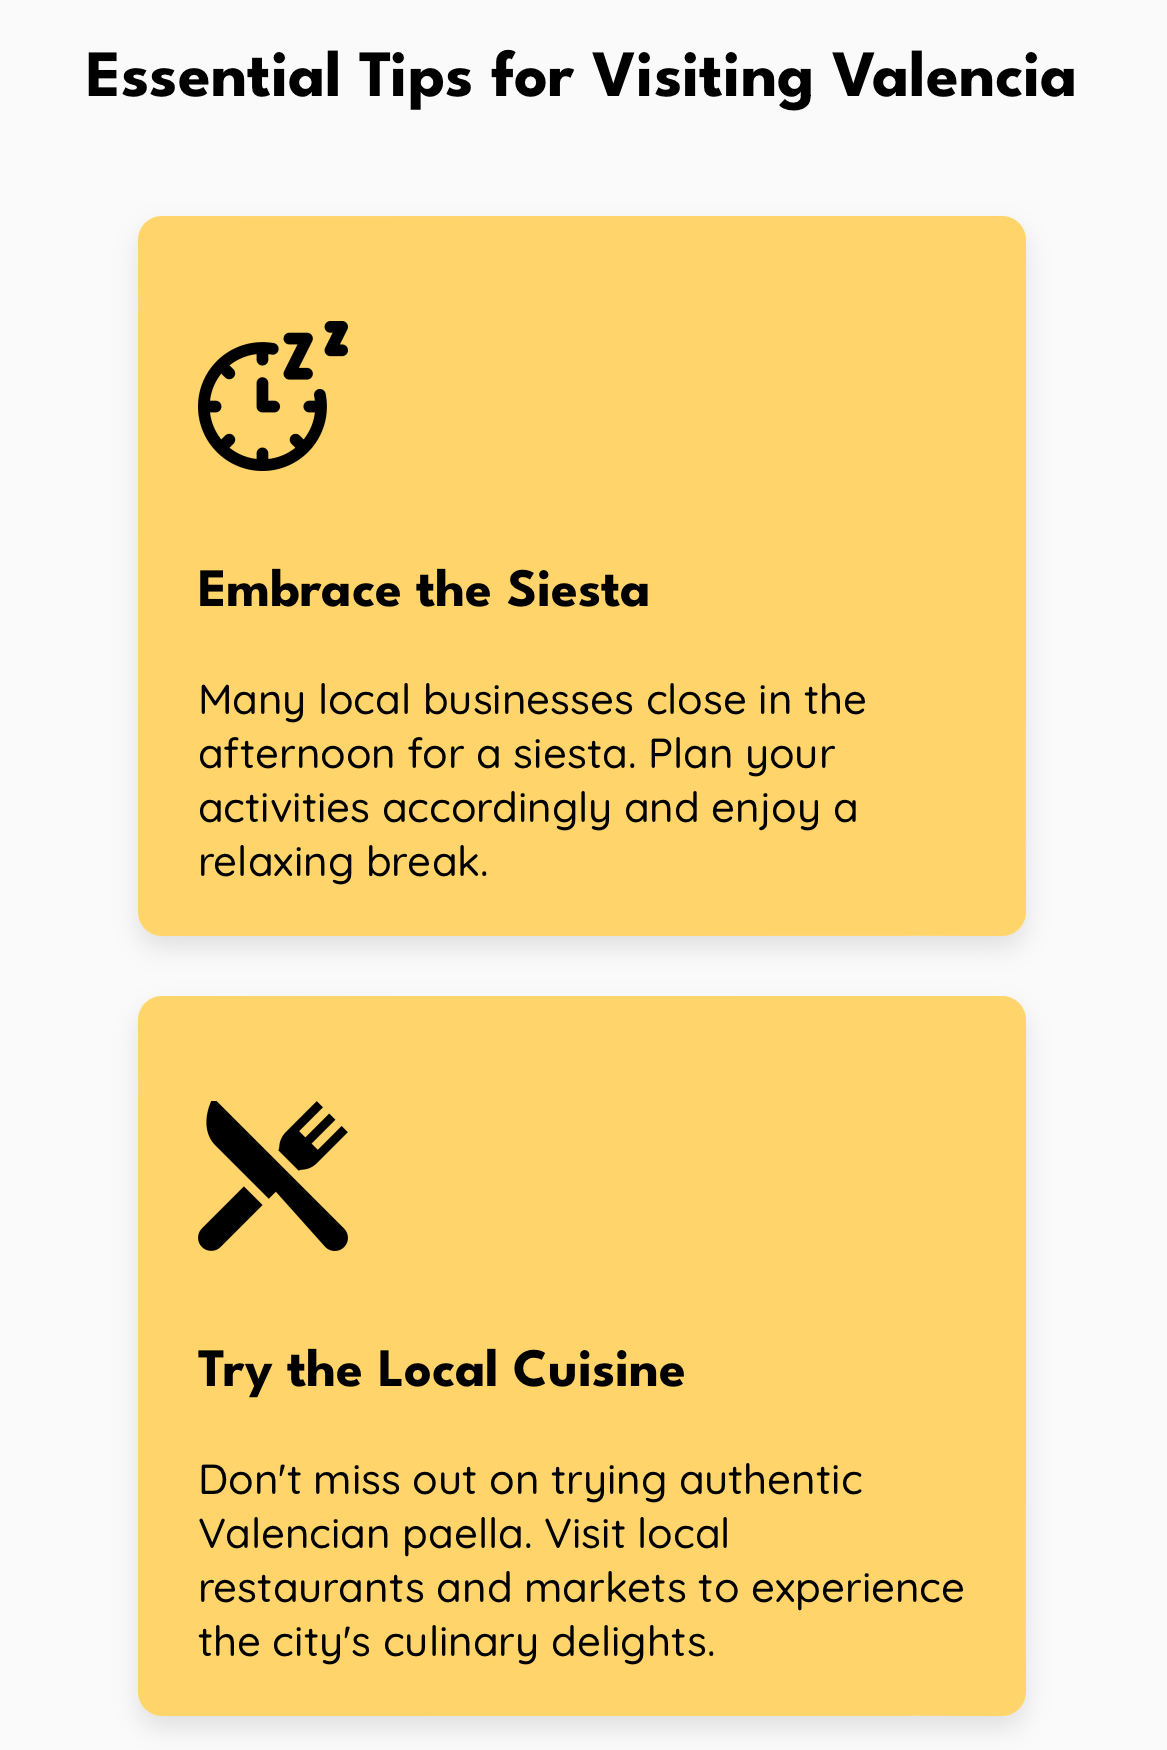 Essential Tips for Visiting Valencia
Embrace the Siesta
Many local businesses close in the
afternoon for a siesta. Plan your
activities accordingly and enjoy a
relaxing break.
Try the Local Cuisine
Don't miss out on trying authentic
Valencian paella. Visit local
restaurants and markets to experience
the city's culinary delights.